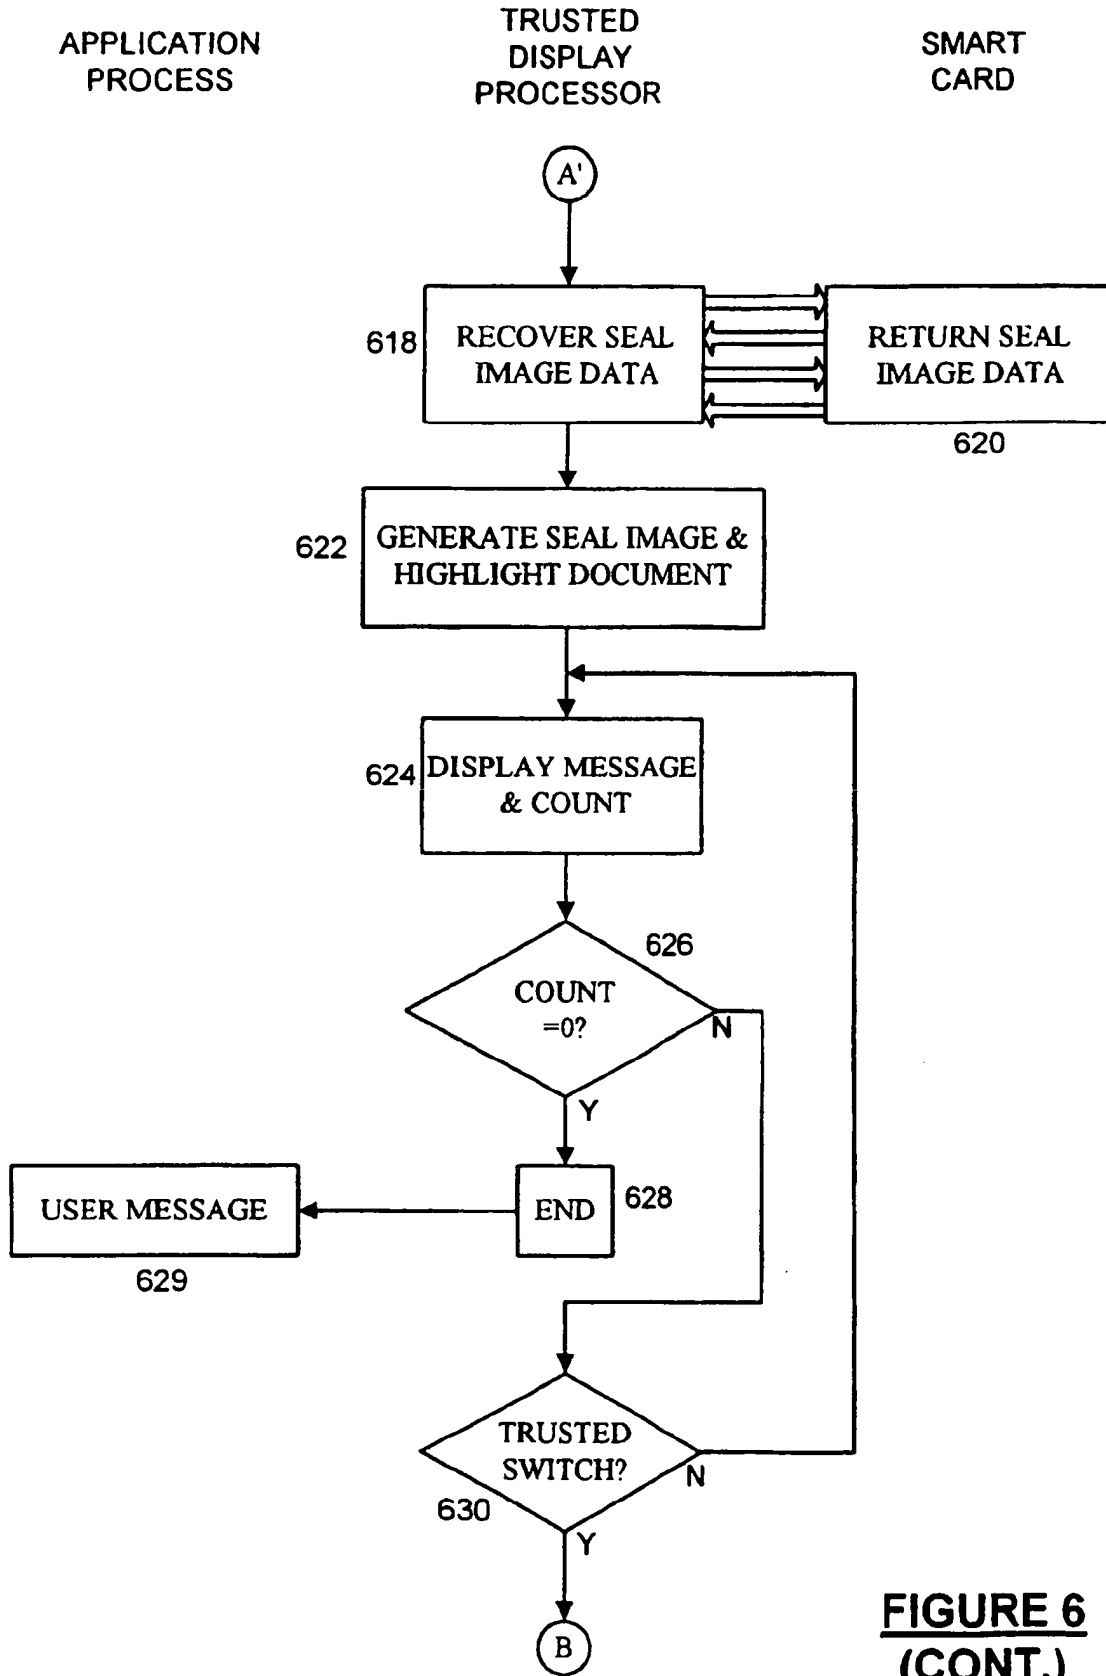 APPLICATION
PROCESS
TRUSTED
DISPLAY
PROCESSOR
SMART
CARD
A'
618
RECOVER SEAL
IMAGE DATA
RETURN SEAL
IMAGE DATA
620
622
GENERATE SEAL IMAGE &
HIGHLIGHT DOCUMENT
624
DISPLAY MESSAGE
& COUNT
626
COUNT
=0?
N
Y
USER MESSAGE
END
628
629
TRUSTED
SWITCH?
N
630
Y
B
FIGURE 6
(CONT.)